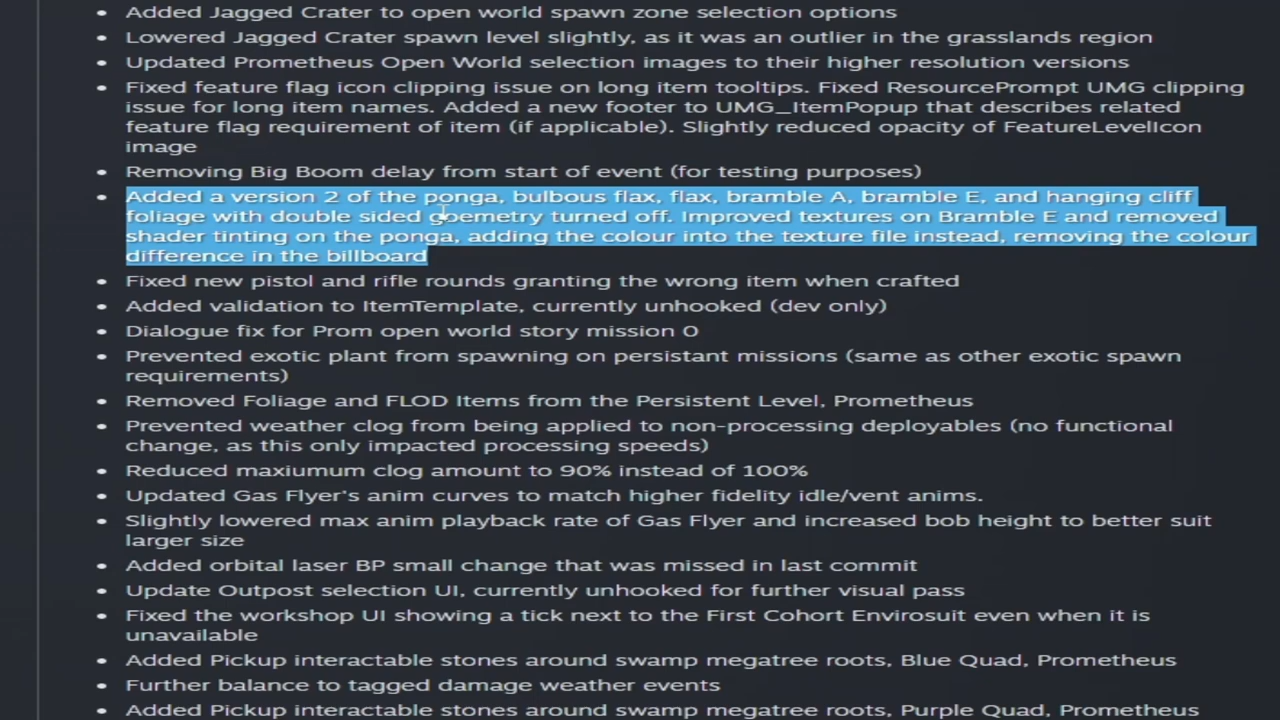 • Added Jagged Crater to open world spawn zone selection options
• Lowered Jagged Crater spawn level slightly, as it was an outlier in the grasslands region
• Updated Prometheus Open World selection images to their higher resolution versions
• Fixed feature flag icon clipping issue on long item tooltips. Fixed ResourcePrompt UMG clipping
issue for long item names. Added a new footer to UMG_ItemPopup that describes related
feature flag requirement of item (if applicable). Slightly reduced opacity of FeatureLevelIcon
image
• Removing Big Boom delay from start of event (for testing purposes)
• Added a version 2 of the ponga, bulbous flax, flax, bramble A, bramble E, and hanging cliff
foliage with double sided goemetry turned off. Improved textures on Bramble E and removed
shader tinting on the ponga, adding the colour into the texture file instead, removing the colour
difference in the billboard
• Fixed new pistol and rifle rounds granting the wrong item when crafted
• Added validation to ItemTemplate, currently unhooked (dev only)
• Dialogue fix for Prom open world story mission 0
• Prevented exotic plant from spawning on persistant missions (same as other exotic spawn
requirements)
• Removed Foliage and FLOD Items from the Persistent Level, Prometheus
• Prevented weather clog from being applied to non-processing deployables (no functional
change, as this only impacted processing speeds)
• Reduced maxiumum clog amount to 90% instead of 100%
• Updated Gas Flyer's anim curves to match higher fidelity idle/vent anims.
• Slightly lowered max anim playback rate of Gas Flyer and increased bob height to better suit
larger size
• Added orbital laser BP small change that was missed in last commit
• Update Outpost selection UI, currently unhooked for further visual pass
• Fixed the workshop UI showing a tick next to the First Cohort Envirosuit even when it is
unavailable
• Added Pickup interactable stones around swamp megatree roots, Blue Quad, Prometheus
• Further balance to tagged damage weather events
• Added Pickup interactable stones around swamp megatree roots, Purple Quad, Prometheus